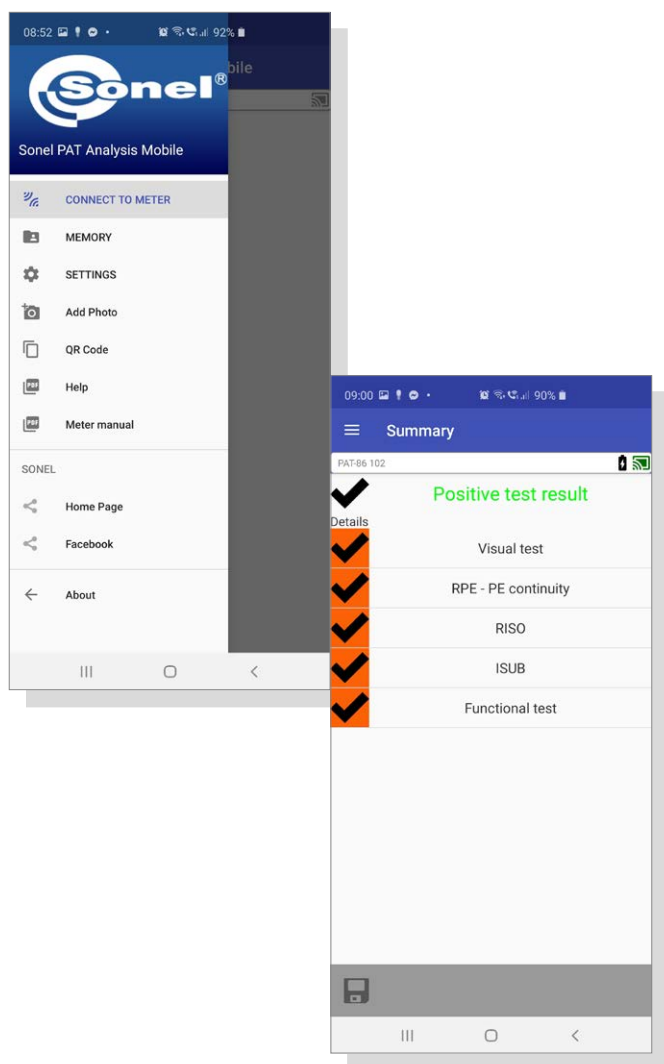 08:52 92%
bile
Sonel®
Sonel PAT Analysis Mobile
CONNECT TO METER
MEMORY
SETTINGS
Add Photo
QR Code
PDF Help
PDF Meter manual
SONEL
Home Page
Facebook
About
09:00 90%
Summary
PAT-86 102
Positive test result
Details
Visual test
RPE - PE continuity
RISO
ISUB
Functional test